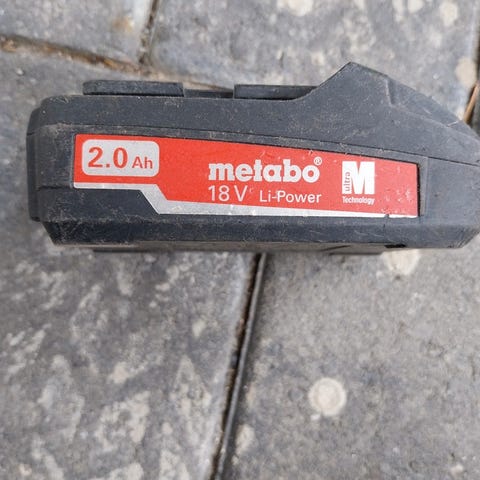 2.0 Ah
metabo®
18 V Li-Power
ultra M
Technology